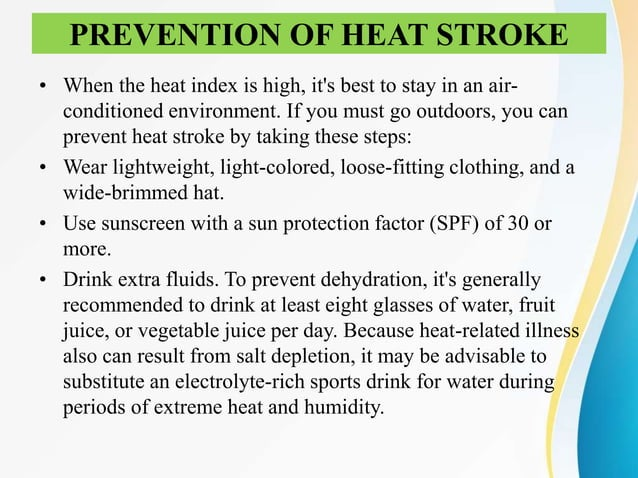 PREVENTION OF HEAT STROKE
• When the heat index is high, it's best to stay in an air-
conditioned environment. If you must go outdoors, you can
prevent heat stroke by taking these steps:
• Wear lightweight, light-colored, loose-fitting clothing, and a
wide-brimmed hat.
• Use sunscreen with a sun protection factor (SPF) of 30 or
more.
• Drink extra fluids. To prevent dehydration, it's generally
recommended to drink at least eight glasses of water, fruit
juice, or vegetable juice per day. Because heat-related illness
also can result from salt depletion, it may be advisable to
substitute an electrolyte-rich sports drink for water during
periods of extreme heat and humidity.